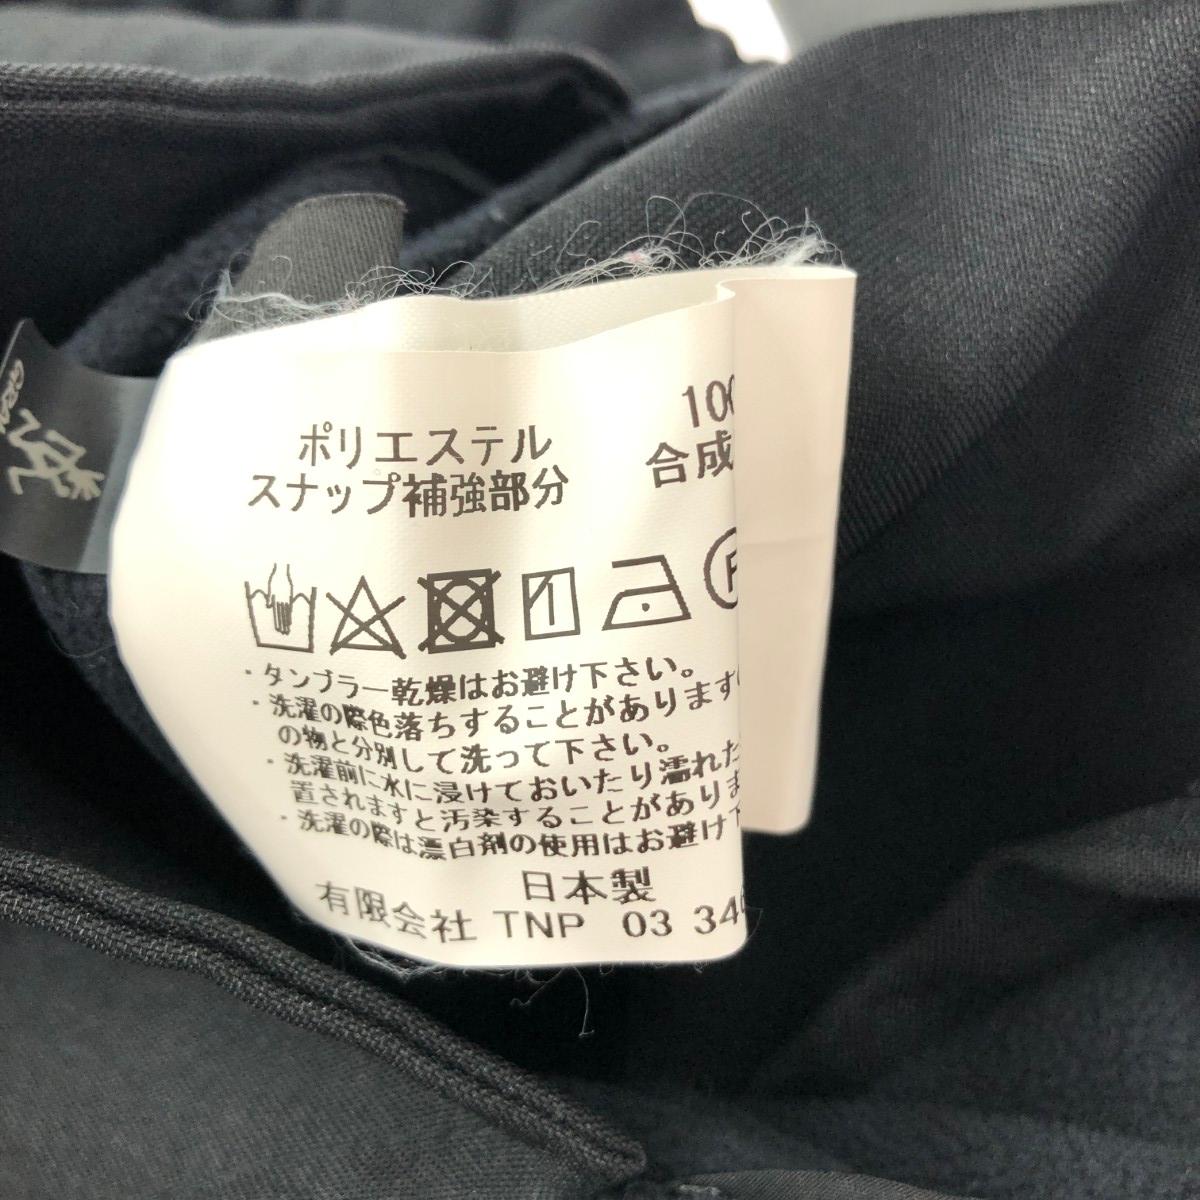 ポリエステル 10
スナップ補強部分 合成
・タンブラー乾燥はお避け下さい。
・洗濯の際色落ちすることがあります
の物と分別して洗って下さい。
・洗濯前に水に浸けておいたり濡れた
置されますと汚染することがありま
・洗濯の際は漂白剤の使用はお避け下
日本製
有限会社 TNP 03 34